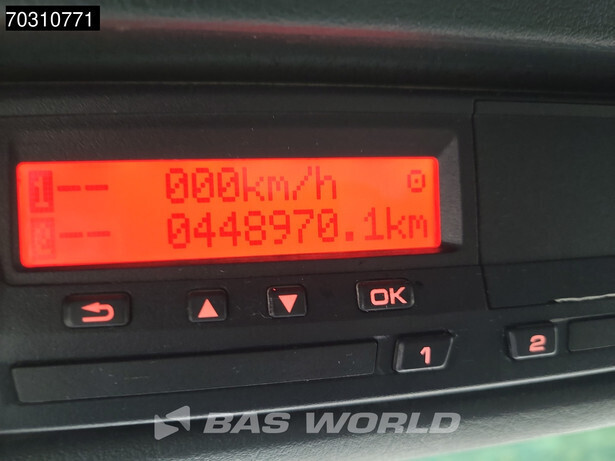 70310771
1-- 000km/h
2-- 0448970.1km
OK
1
2
BAS WORLD